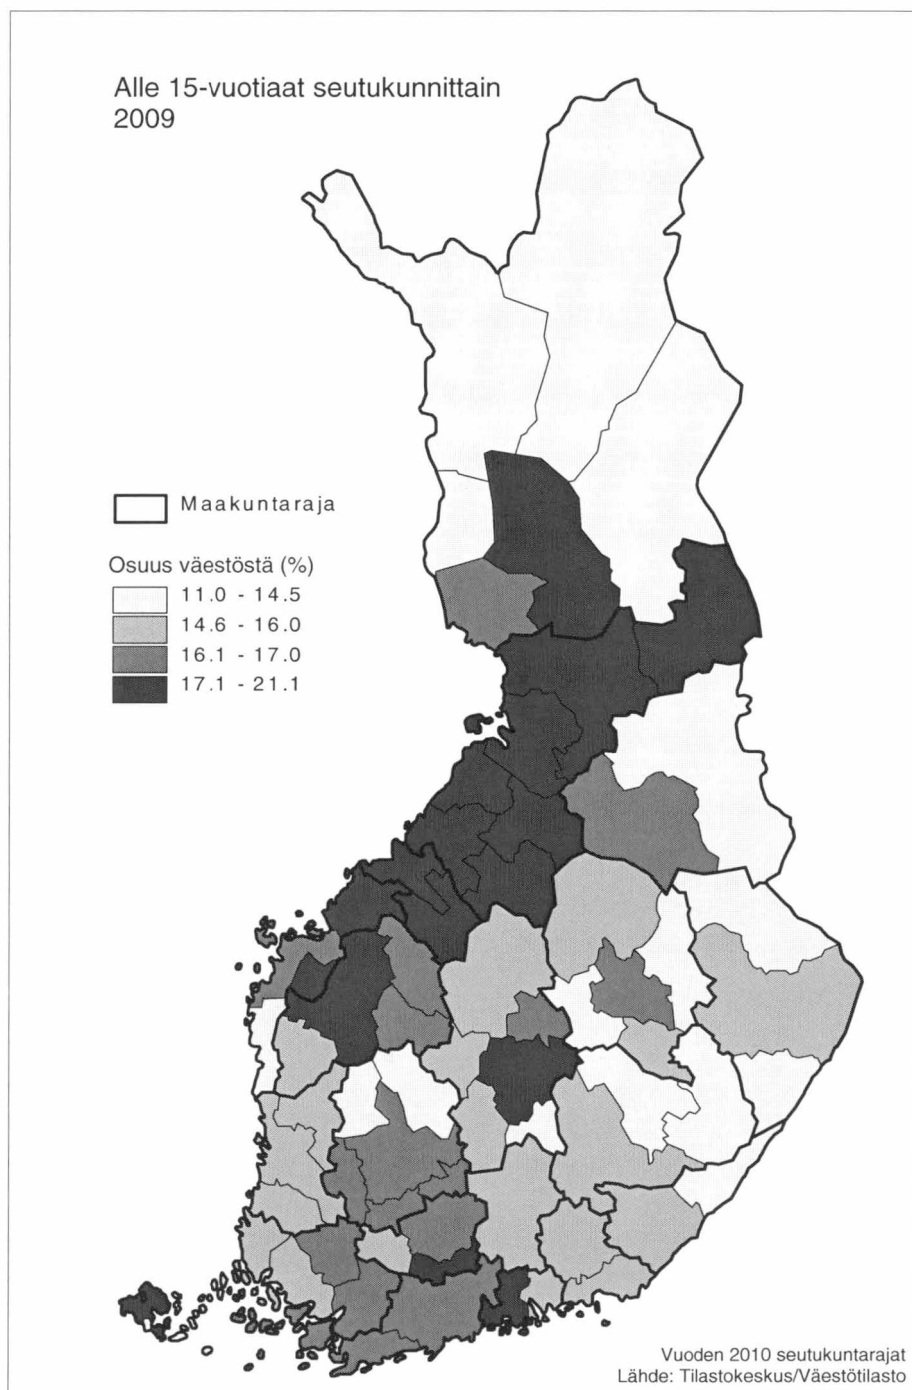 Alle 15-vuotiaat seutukunnittain
2009
Maakuntaraja
Osuus väestöstä (%)
11.0 - 14.5
14.6 - 16.0
16.1 - 17.0
17.1 - 21.1
Vuoden 2010 seutukuntarajat
Lähde: Tilastokeskus/Väestötilasto